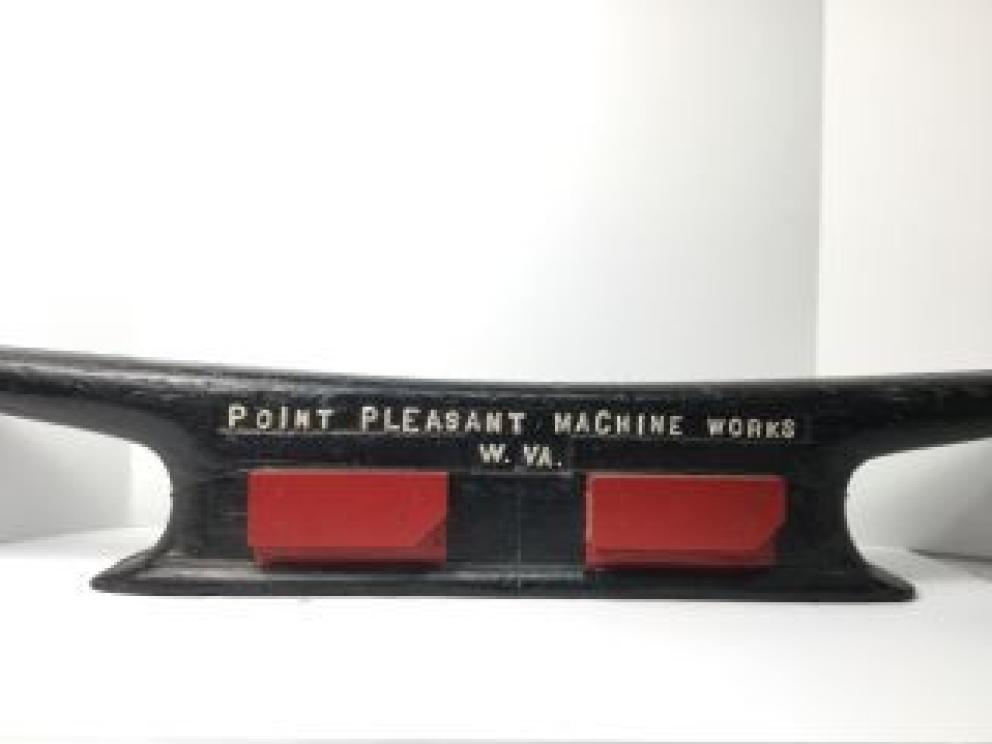 POINT PLEASANT MACHINE WORKS
W. VA.